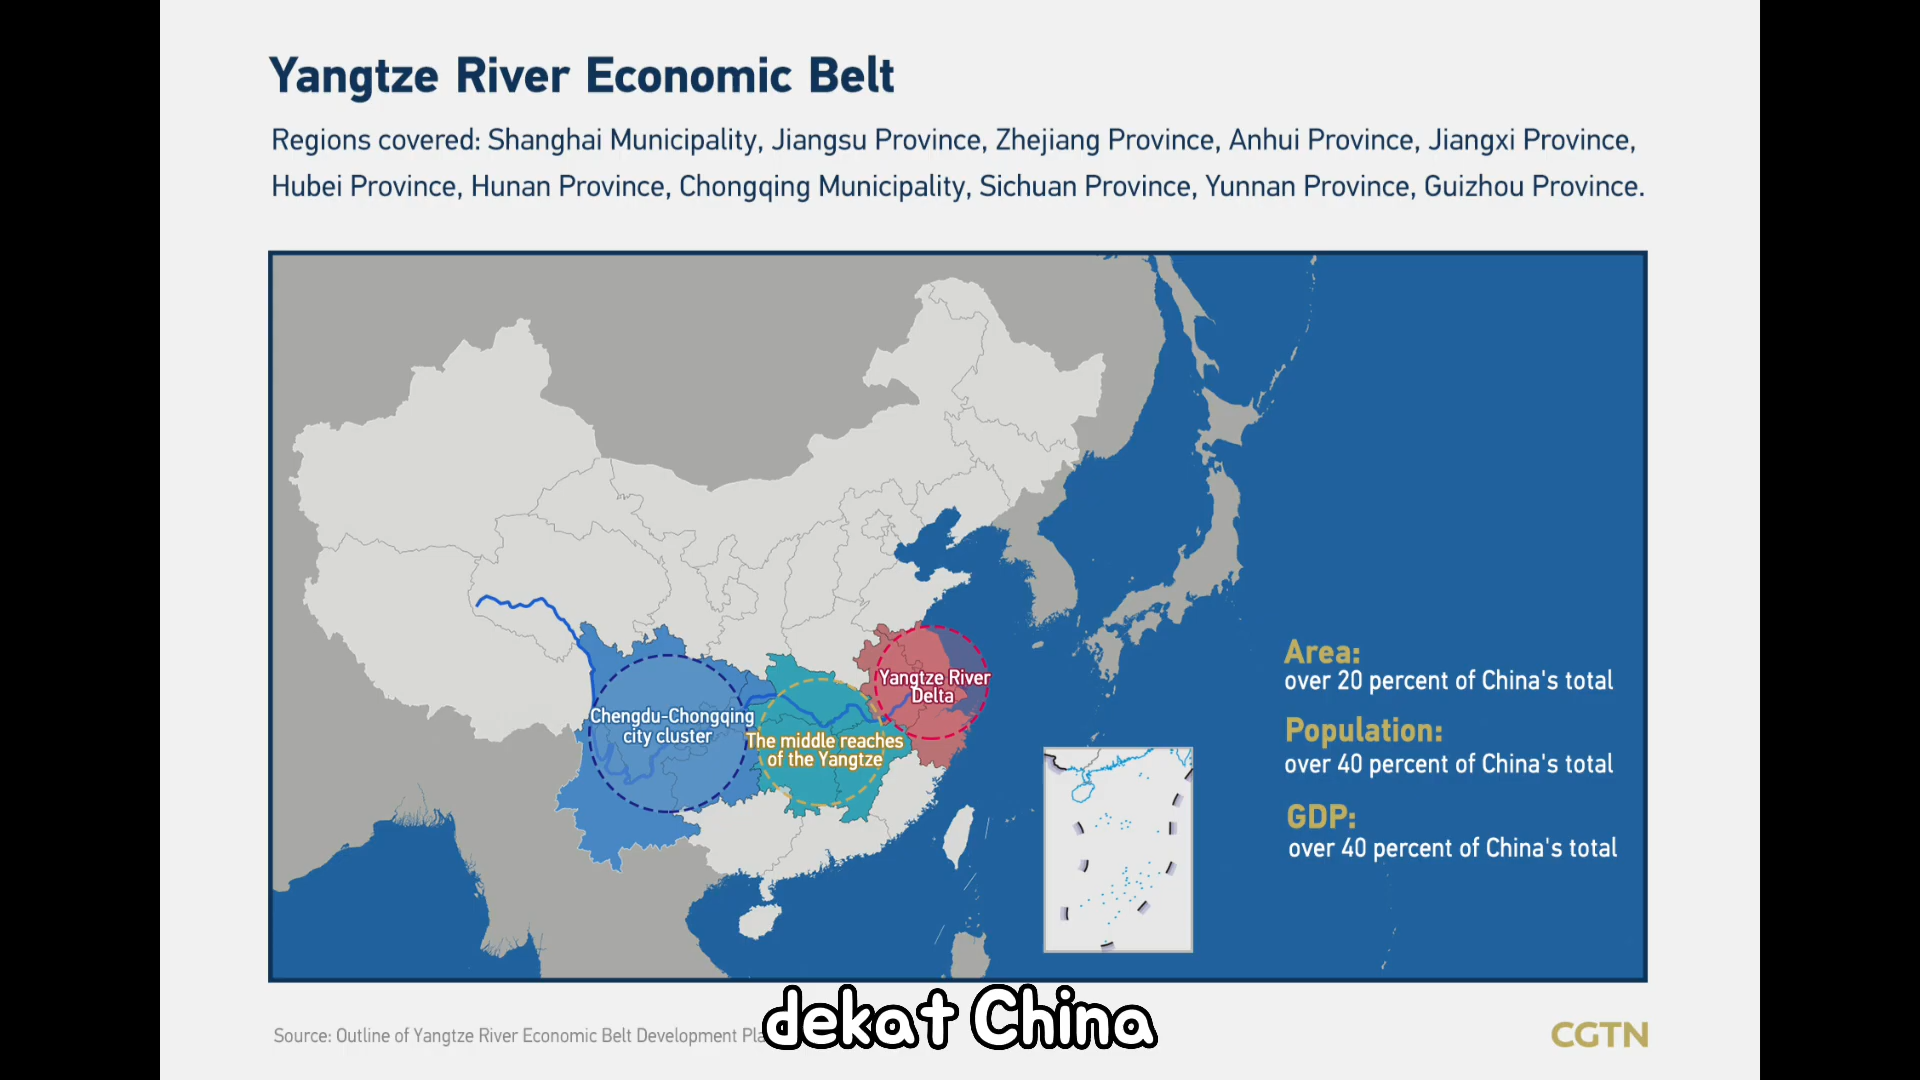 Yangtze River Economic Belt
Regions covered: Shanghai Municipality, Jiangsu Province, Zhejiang Province, Anhui Province, Jiangxi Province,
Hubei Province, Hunan Province, Chongqing Municipality, Sichuan Province, Yunnan Province, Guizhou Province.
Yangtze River
Delta
Chengdu-Chongqing
city cluster
The middle reaches
of the Yangtze
Area:
over 20 percent of China's total
Population:
over 40 percent of China's total
GDP:
over 40 percent of China's total
Source: Outline of Yangtze River Economic Belt Development
dekat China
CGTN